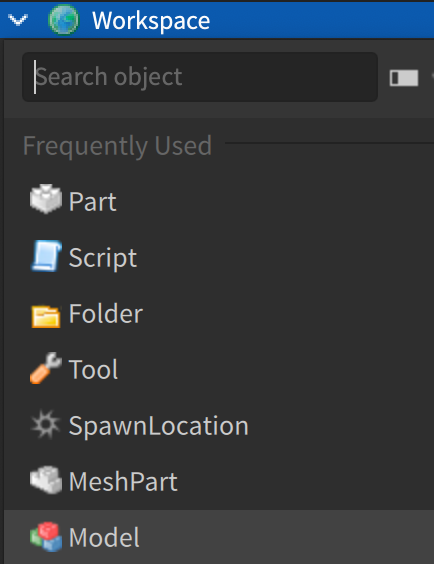 Workspace
Search object
Frequently Used
Part
Script
Folder
Tool
SpawnLocation
MeshPart
Model